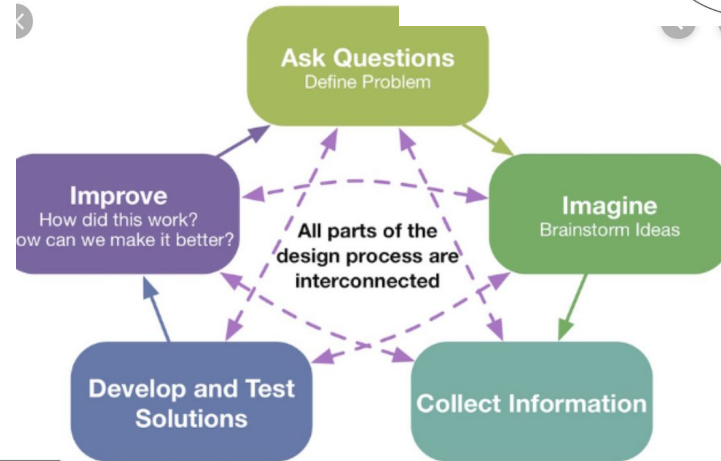 Ask Questions
Define Problem
Improve
How did this work?
ow can we make it better?
Imagine
Brainstorm Ideas
All parts of the
design process are
interconnected
Develop and Test
Solutions
Collect Information